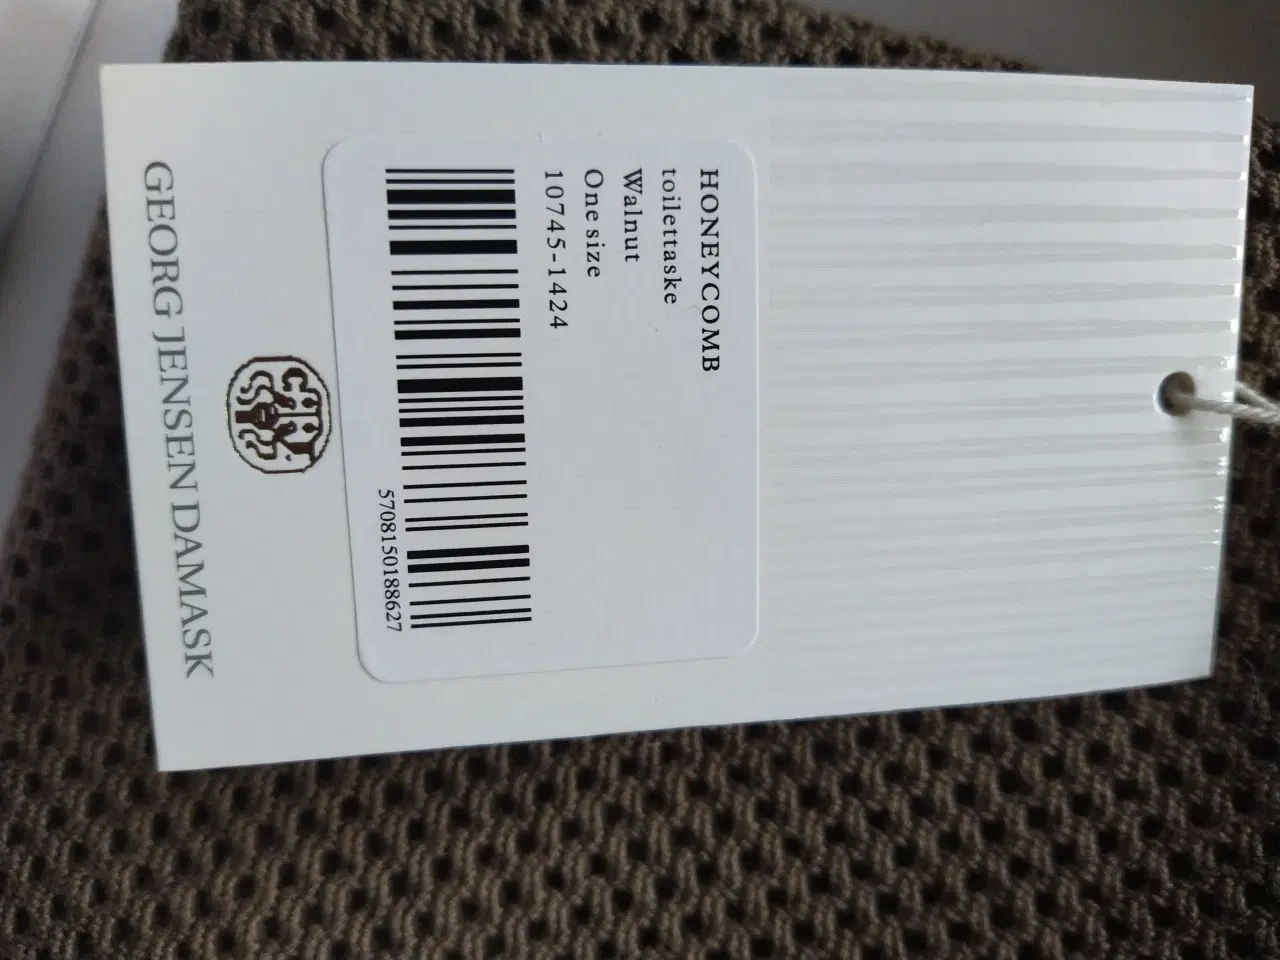 HONEYCOMB
toilettaske
Walnut
One size
10745-1424
5708150188627
GEORG JENSEN DAMASK